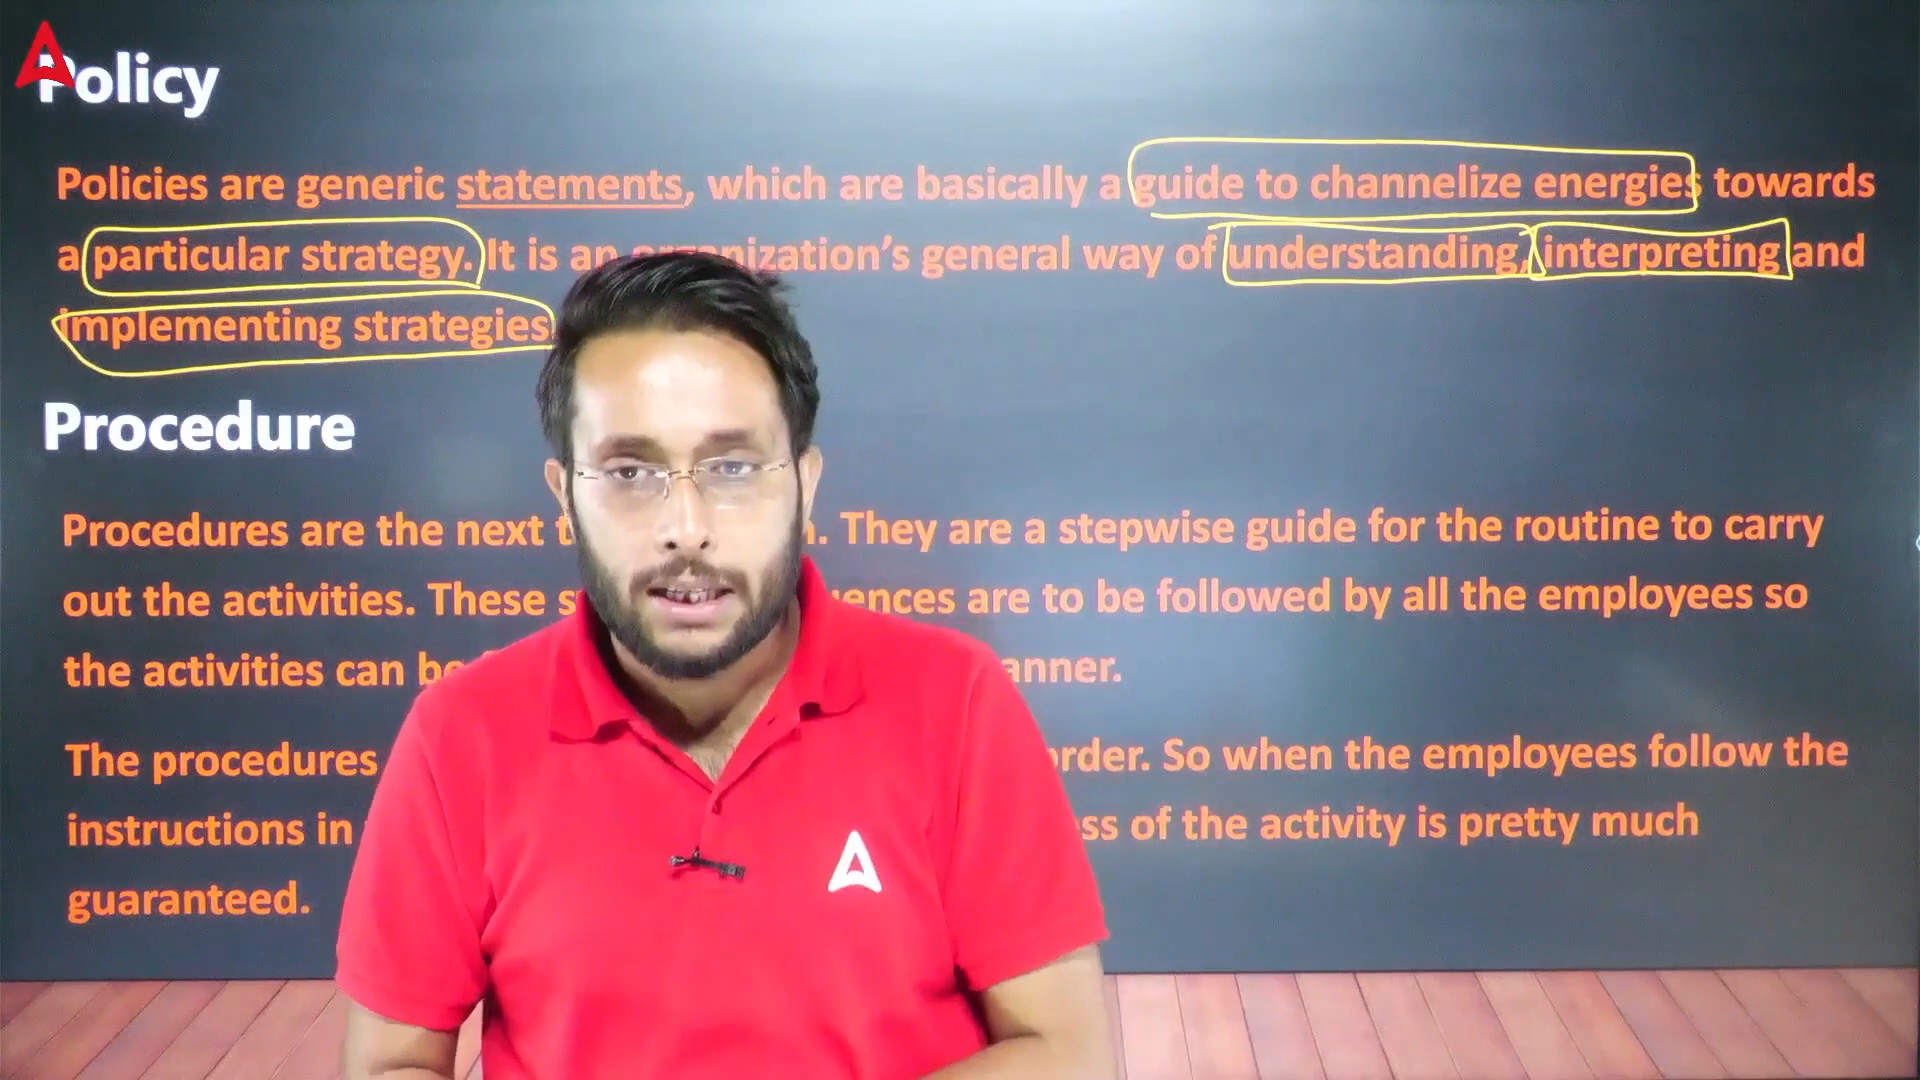 Policy
Policies are generic statements, which are basically a guide to channelize energies towards
a particular strategy. It is an organization’s general way of understanding, interpreting and
implementing strategies
Procedure
Procedures are the next They are a stepwise guide for the routine to carry
out the activities. These are to be followed by all the employees so
the activities can be
The procedures order. So when the employees follow the
instructions in of the activity is pretty much
guaranteed.